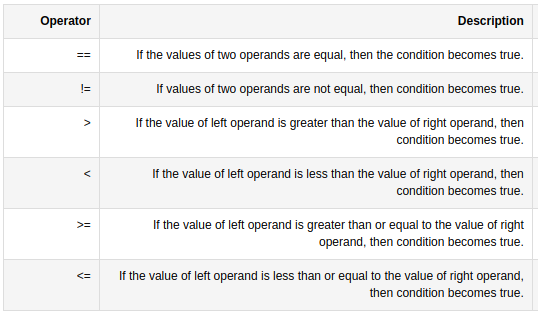 Operator Description
== If the values of two operands are equal, then the condition becomes true.
!= If values of two operands are not equal, then condition becomes true.
> If the value of left operand is greater than the value of right operand, then
condition becomes true.
< If the value of left operand is less than the value of right operand, then
condition becomes true.
>= If the value of left operand is greater than or equal to the value of right
operand, then condition becomes true.
<= If the value of left operand is less than or equal to the value of right operand,
then condition becomes true.